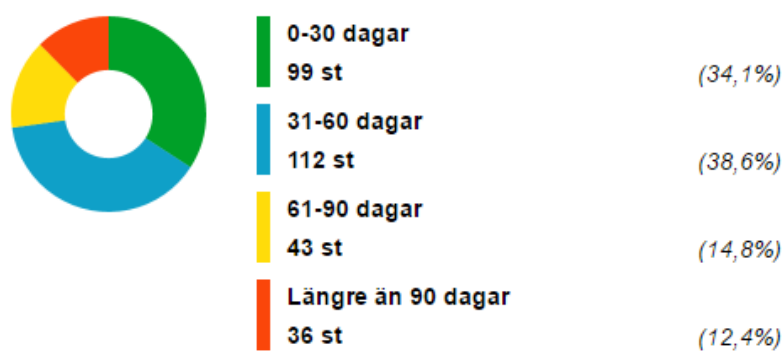 0-30 dagar
99 st (34,1%)
31-60 dagar
112 st (38,6%)
61-90 dagar
43 st (14,8%)
Längre än 90 dagar
36 st (12,4%)